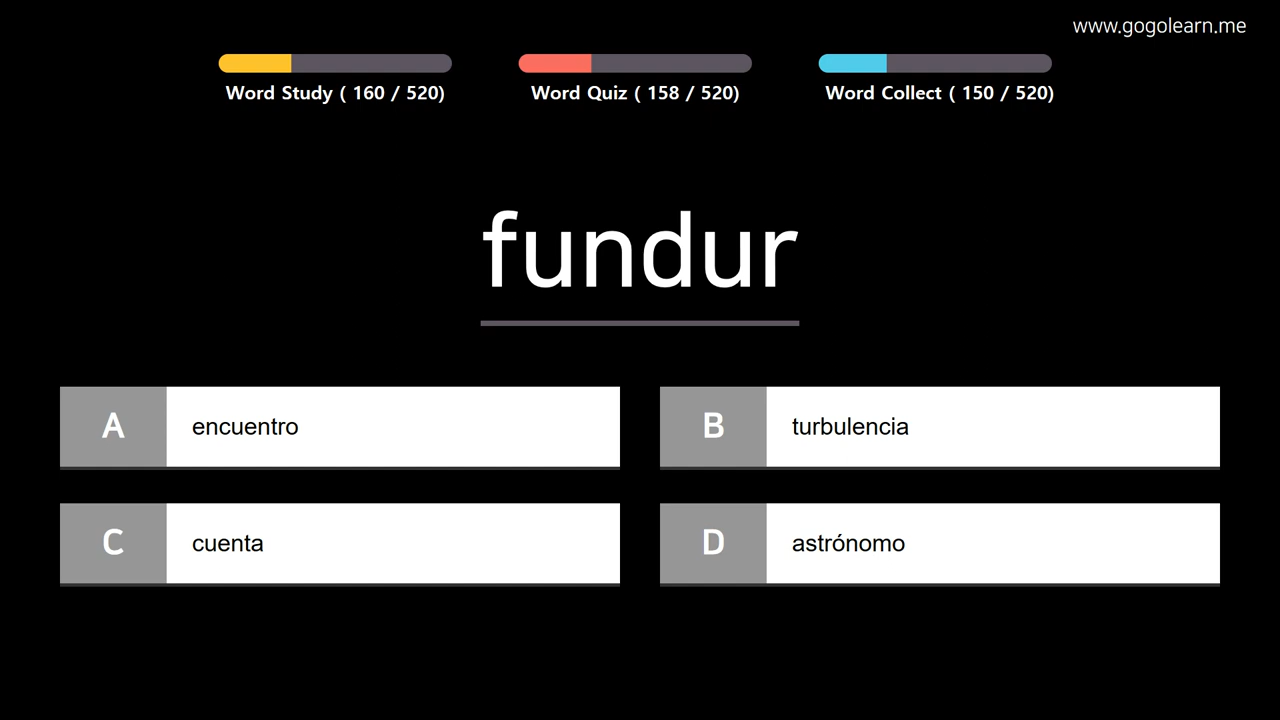 www.gogolearn.me
Word Study ( 160 / 520)
Word Quiz ( 158 / 520)
Word Collect ( 150 / 520)
fundur
A encuentro
B turbulencia
C cuenta
D astrónomo